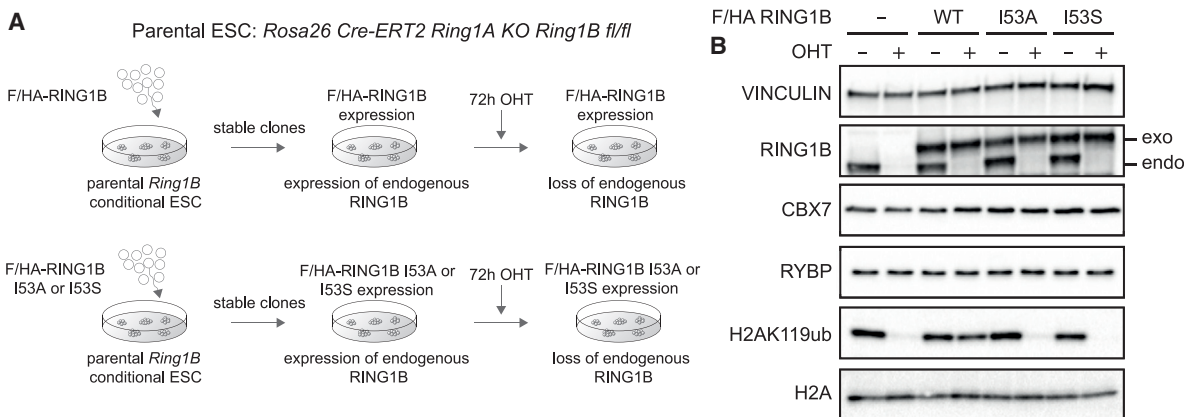 A
Parental ESC: Rosa26 Cre-ERT2 Ring1A KO Ring1B fl/fl
F/HA-RING1B
parental Ring1B
conditional ESC
stable clones
F/HA-RING1B
expression
expression of endogenous
RING1B
72h OHT
F/HA-RING1B
expression
loss of endogenous
RING1B
F/HA-RING1B
I53A or I53S
parental Ring1B
conditional ESC
stable clones
F/HA-RING1B I53A or
I53S expression
expression of endogenous
RING1B
72h OHT
F/HA-RING1B I53A or
I53S expression
loss of endogenous
RING1B
B
F/HA RING1B – WT I53A I53S
OHT – + – + – + – +
VINCULIN
RING1B
exo
endo
CBX7
RYBP
H2AK119ub
H2A